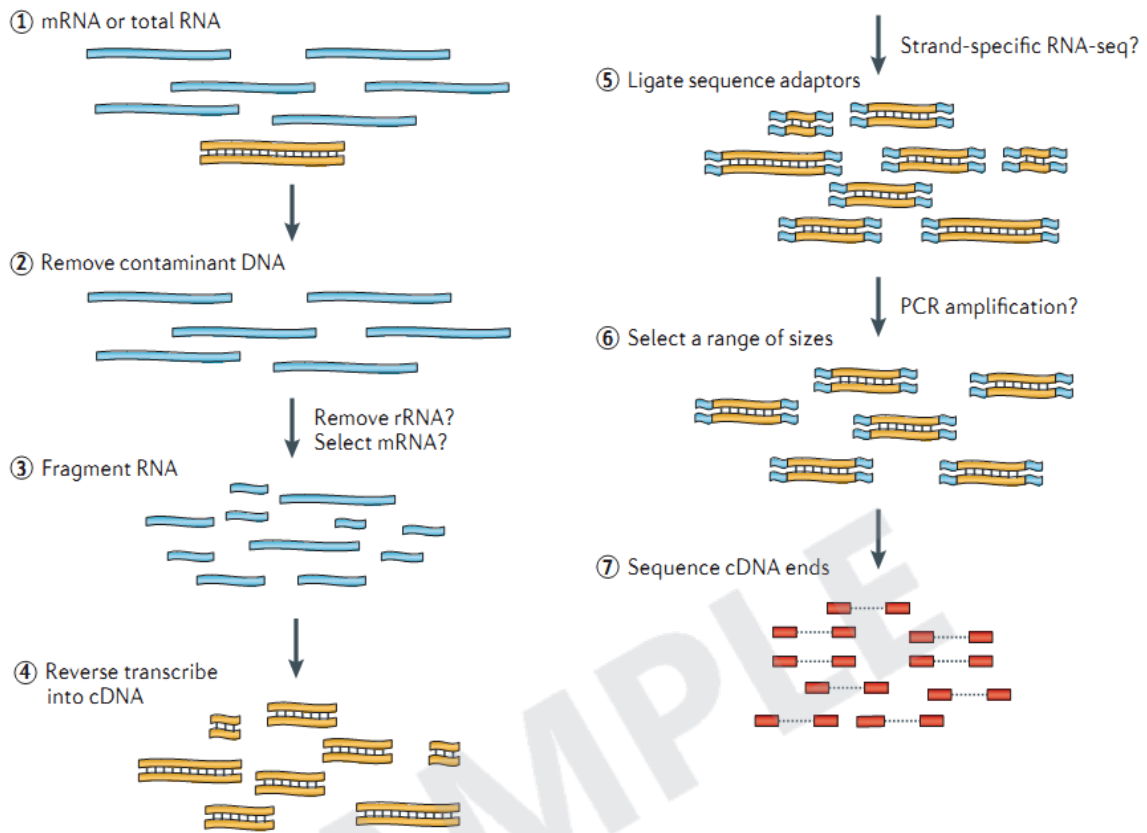 ① mRNA or total RNA
② Remove contaminant DNA
Remove rRNA?
Select mRNA?
③ Fragment RNA
④ Reverse transcribe
into cDNA
Strand-specific RNA-seq?
⑤ Ligate sequence adaptors
PCR amplification?
⑥ Select a range of sizes
⑦ Sequence cDNA ends